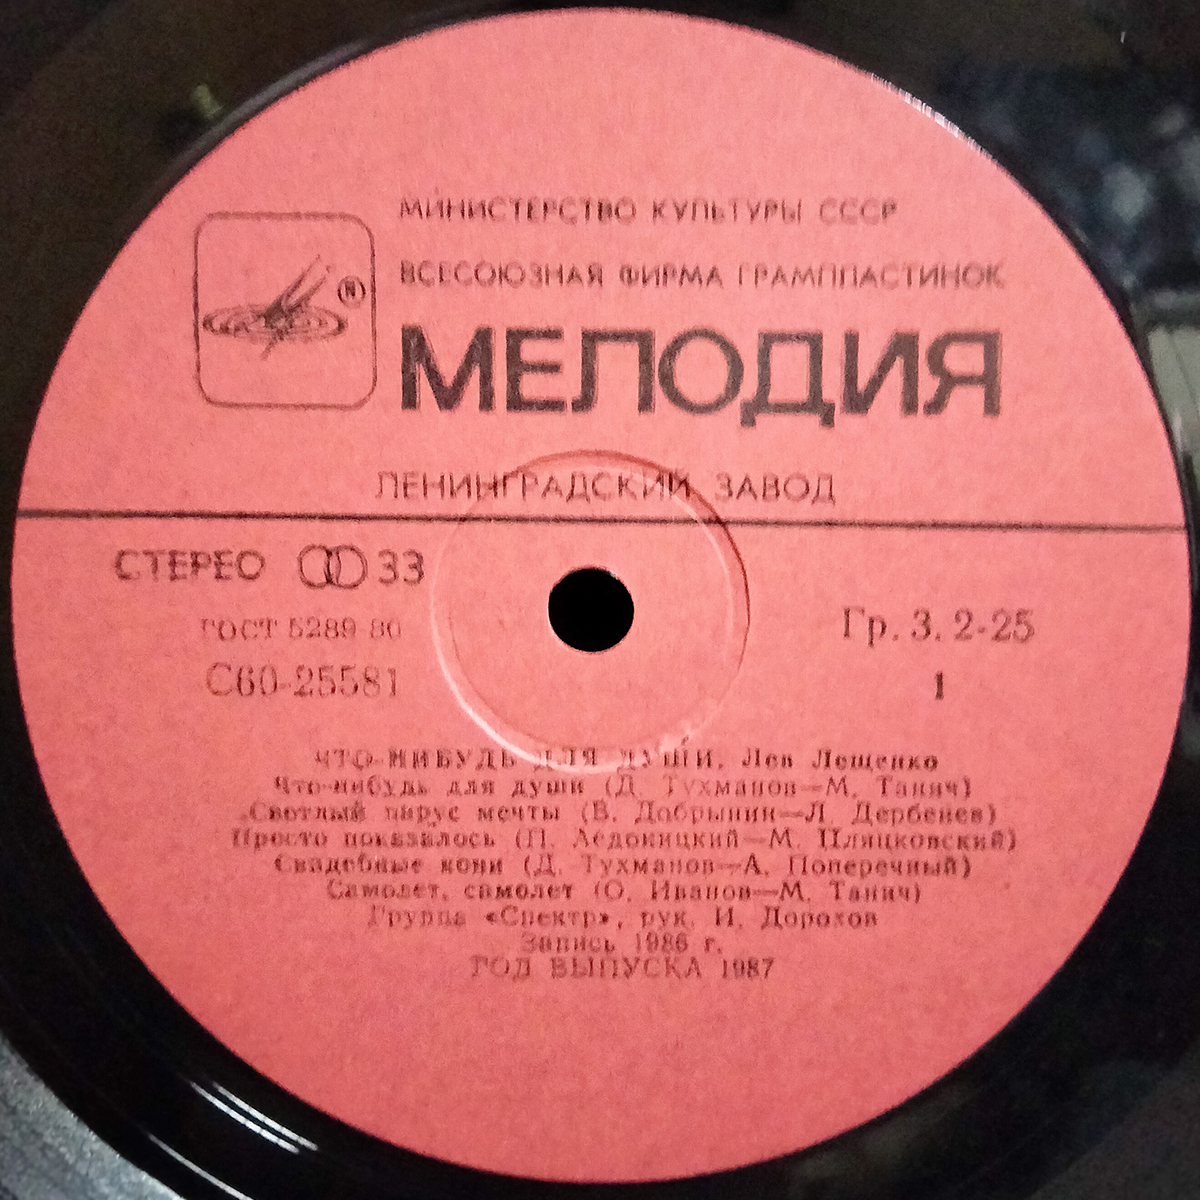 МИНИСТЕРСТВО КУЛЬТУРЫ СССР
ВСЕСОЮЗНАЯ ФИРМА ГРАМПЛАСТИНОК
МЕЛОДИЯ
ЛЕНИНГРАДСКИЙ ЗАВОД
СТЕРЕО 33
ГОСТ 5289-80
Гр. 3. 2-25
С60-25581
1
ЧТО-НИБУДЬ ДЛЯ ДУШИ. Лев Лещенко
Что-нибудь для души (Д. Тухманов—М. Танич)
Светлый парус мечты (В. Добрынин—Л. Дербенев)
Просто показалось (П. Аедоницкий—М. Пляцковский)
Свадебные кони (Д. Тухманов—А. Поперечный)
Самолет, самолет (О. Иванов—М. Танич)
Группа «Спектр», рук. И. Дорохов
Запись 1986 г.
ГОД ВЫПУСКА 1987